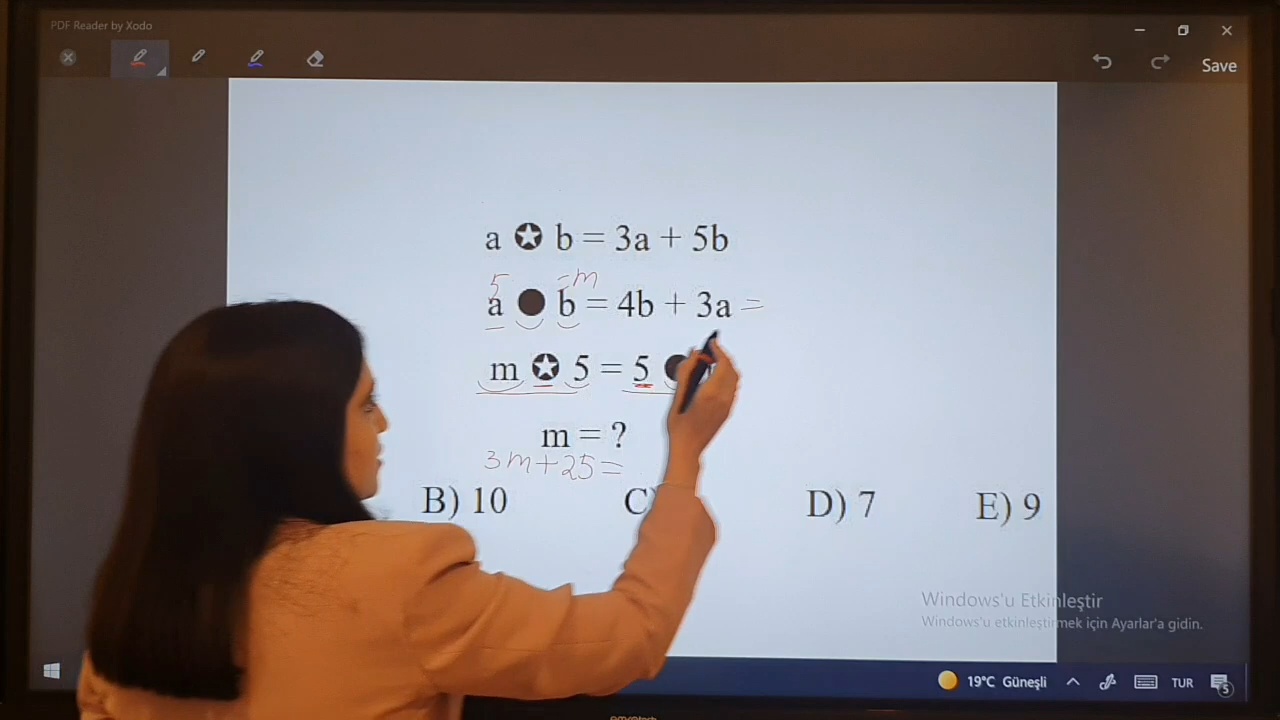 PDF Reader by Xodo
Save
a ✪ b = 3a + 5b
5 = m
a ● b = 4b + 3a =
m ✪ 5 = 5 ●
m = ?
3m+25=
B) 10 C) D) 7 E) 9
Windows'u Etkinleştir
Windows'u etkinleştirmek için Ayarlar'a gidin.
19°C Güneşli TUR 5